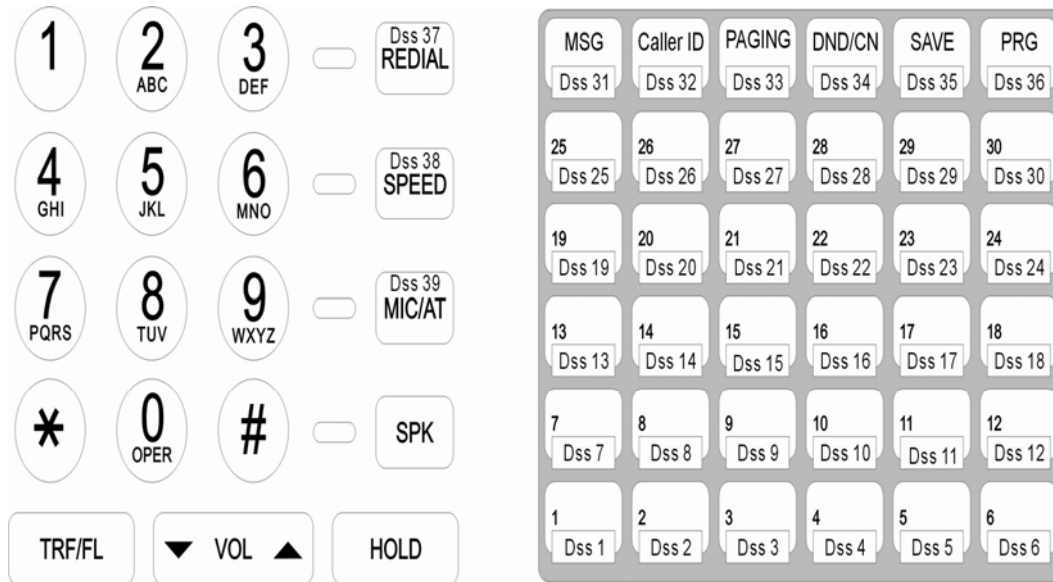 1
2
ABC
3
DEF
Dss 37
REDIAL
4
GHI
5
JKL
6
MNO
Dss 38
SPEED
7
PQRS
8
TUV
9
WXYZ
Dss 39
MIC/AT
*
0
OPER
#
SPK
TRF/FL
▼ VOL ▲
HOLD
MSG Caller ID PAGING DND/CN SAVE PRG
Dss 31 Dss 32 Dss 33 Dss 34 Dss 35 Dss 36
25 26 27 28 29 30
Dss 25 Dss 26 Dss 27 Dss 28 Dss 29 Dss 30
19 20 21 22 23 24
Dss 19 Dss 20 Dss 21 Dss 22 Dss 23 Dss 24
13 14 15 16 17 18
Dss 13 Dss 14 Dss 15 Dss 16 Dss 17 Dss 18
7 8 9 10 11 12
Dss 7 Dss 8 Dss 9 Dss 10 Dss 11 Dss 12
1 2 3 4 5 6
Dss 1 Dss 2 Dss 3 Dss 4 Dss 5 Dss 6